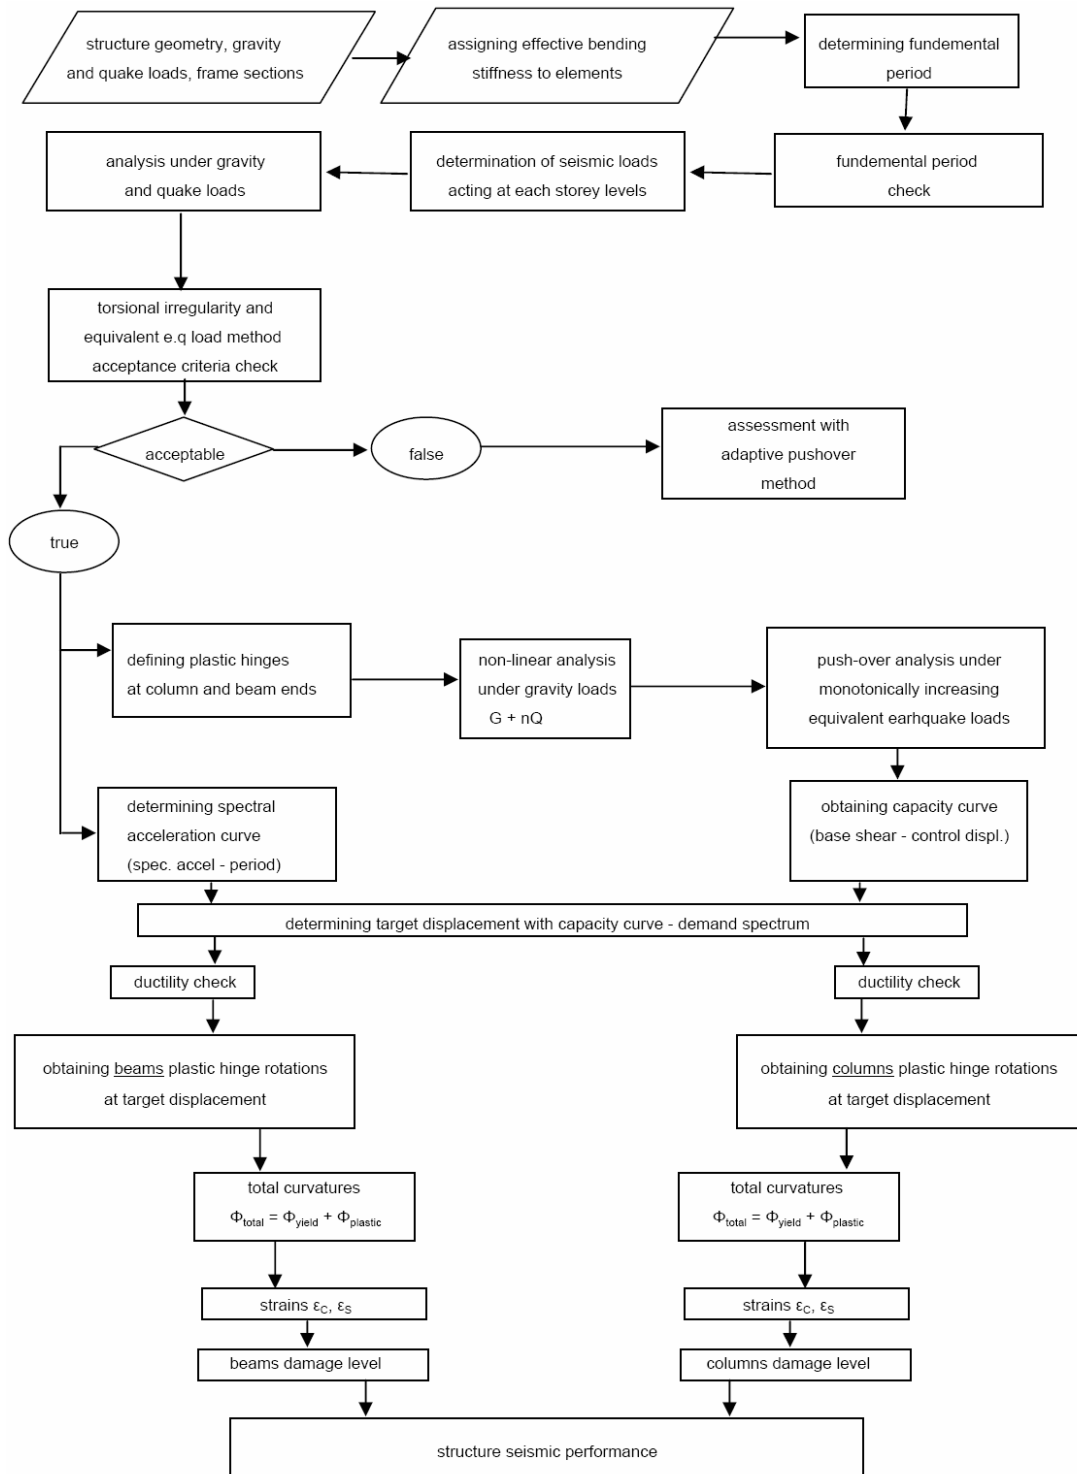 structure geometry, gravity
and quake loads, frame sections
assigning effective bending
stiffness to elements
determining fundemental
period
analysis under gravity
and quake loads
determination of seismic loads
acting at each storey levels
fundemental period
check
torsional irregularity and
equivalent e.q load method
acceptance criteria check
acceptable
false
assessment with
adaptive pushover
method
true
defining plastic hinges
at column and beam ends
non-linear analysis
under gravity loads
G + nQ
push-over analysis under
monotonically increasing
equivalent earhquake loads
determining spectral
acceleration curve
(spec. accel - period)
obtaining capacity curve
(base shear - control displ.)
determining target displacement with capacity curve - demand spectrum
ductility check
ductility check
obtaining beams plastic hinge rotations
at target displacement
obtaining columns plastic hinge rotations
at target displacement
total curvatures
Φtotal = Φyield + Φplastic
total curvatures
Φtotal = Φyield + Φplastic
strains εC, εS
strains εC, εS
beams damage level
columns damage level
structure seismic performance